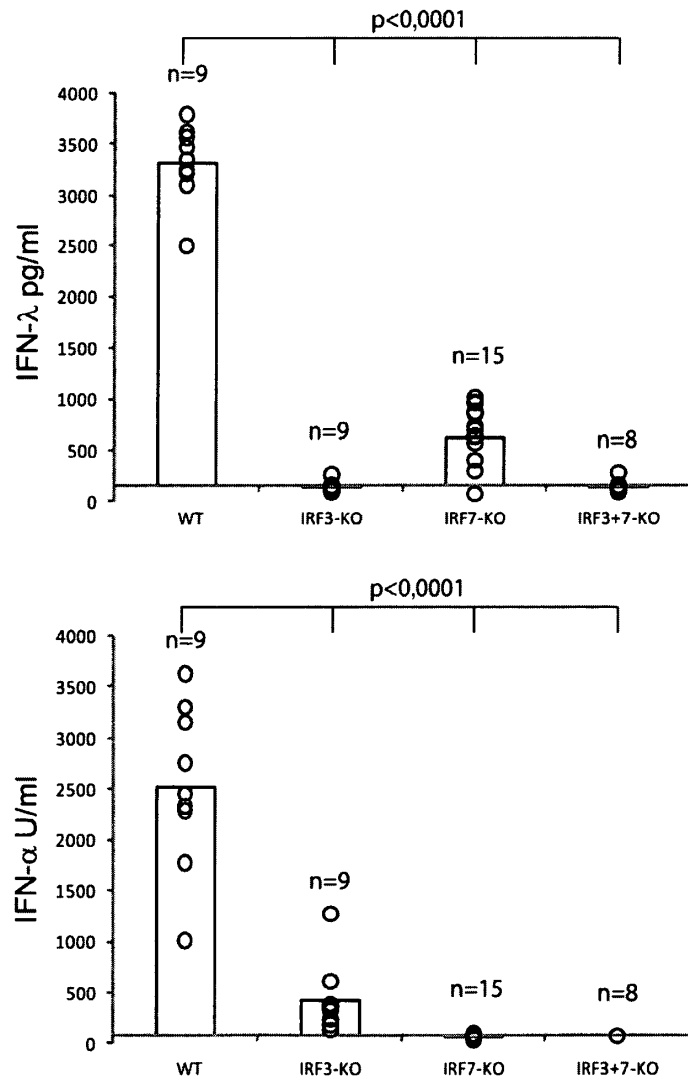 p<0,0001
n=9
4000
3500
3000
2500
2000
1500
1000
500
0
IFN-λ pg/ml
n=9
n=15
n=8
WT IRF3-KO IRF7-KO IRF3+7-KO
p<0,0001
n=9
4000
3500
3000
2500
2000
1500
1000
500
0
IFN-α U/ml
n=9
n=15
n=8
WT IRF3-KO IRF7-KO IRF3+7-KO